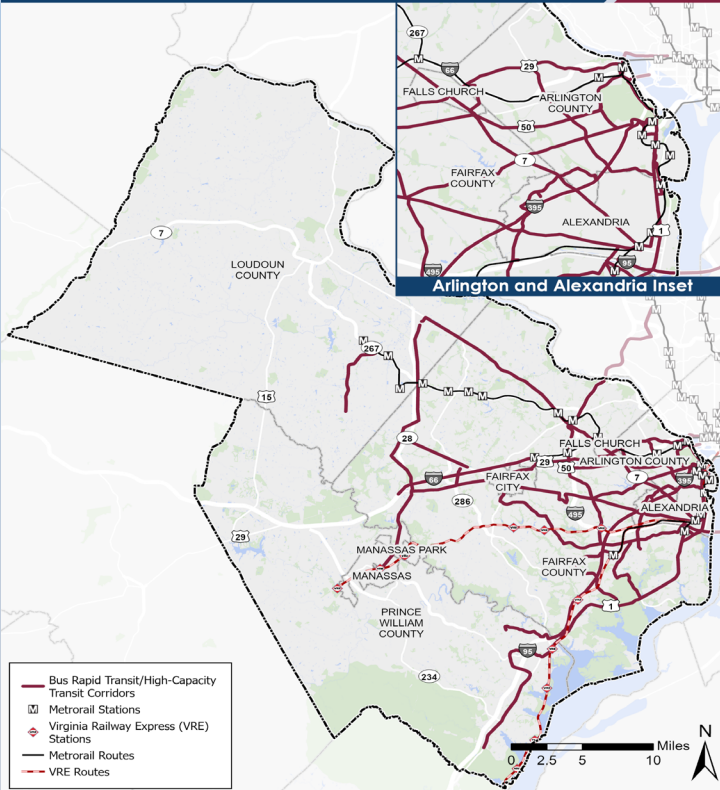 267
66
29
FALLS CHURCH
ARLINGTON
COUNTY
50
7
FAIRFAX
COUNTY
395
ALEXANDRIA
1
95
495
Arlington and Alexandria Inset
7
LOUDOUN
COUNTY
267
15
28
FALLS CHURCH
29
ARLINGTON COUNTY
50
66
FAIRFAX
CITY
7
395
286
495
ALEXANDRIA
29
MANASSAS PARK
MANASSAS
FAIRFAX
COUNTY
1
PRINCE
WILLIAM
COUNTY
95
234
Bus Rapid Transit/High-Capacity
Transit Corridors
M Metrorail Stations
Virginia Railway Express (VRE)
Stations
Metrorail Routes
VRE Routes
N
Miles
0 2.5 5 10